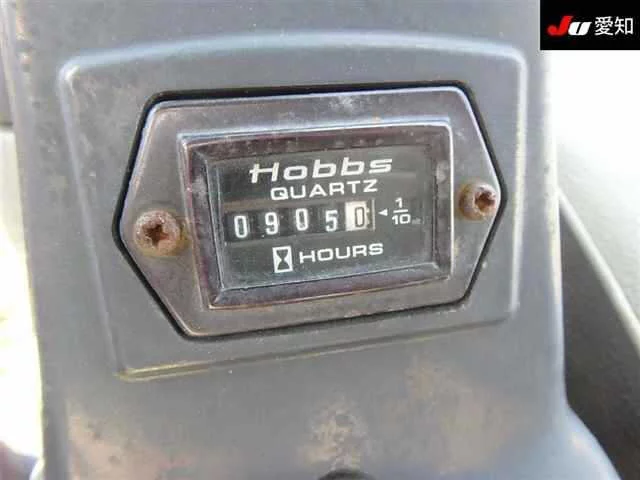 JU 愛知
Hobbs
QUARTZ
09050 ◄ 1/10
HOURS